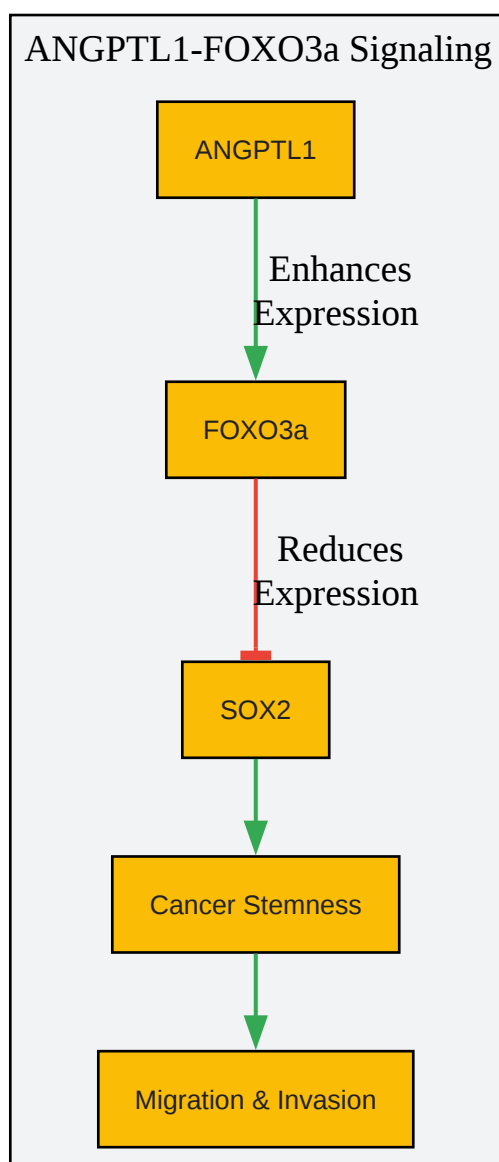 ANGPTL1-FOXO3a Signaling
ANGPTL1
Enhances
Expression
FOXO3a
Reduces
Expression
SOX2
Cancer Stemness
Migration & Invasion